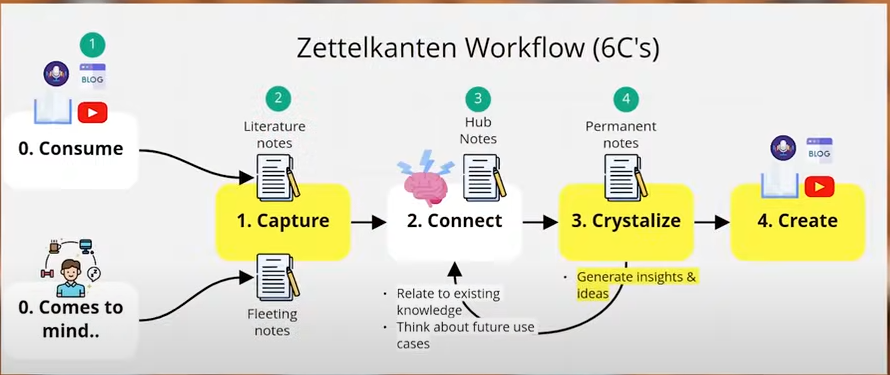 Zettelkanten Workflow (6C's)
1
BLOG
0. Consume
2
Literature
notes
1. Capture
Fleeting
notes
0. Comes to
mind..
3
Hub
Notes
2. Connect
• Relate to existing
knowledge
• Think about future use
cases
4
Permanent
notes
3. Crystalize
• Generate insights &
ideas
BLOG
4. Create